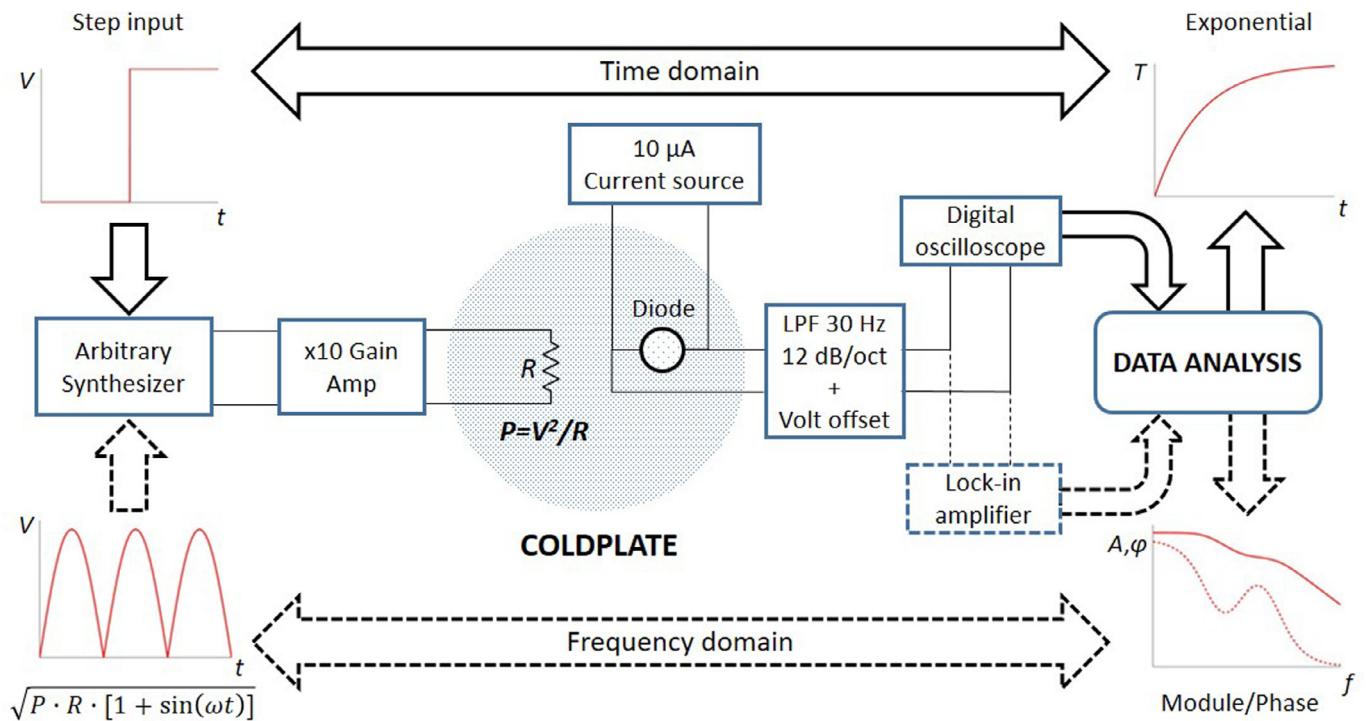 Step input
Exponential
V
t
Time domain
T
t
10 µA
Current source
Digital
oscilloscope
Diode
Arbitrary
Synthesizer
x10 Gain
Amp
R
P=V²/R
LPF 30 Hz
12 dB/oct
+
Volt offset
DATA ANALYSIS
Lock-in
amplifier
COLDPLATE
V
t
√P · R · [1 + sin(ωt)]
Frequency domain
A,φ
f
Module/Phase